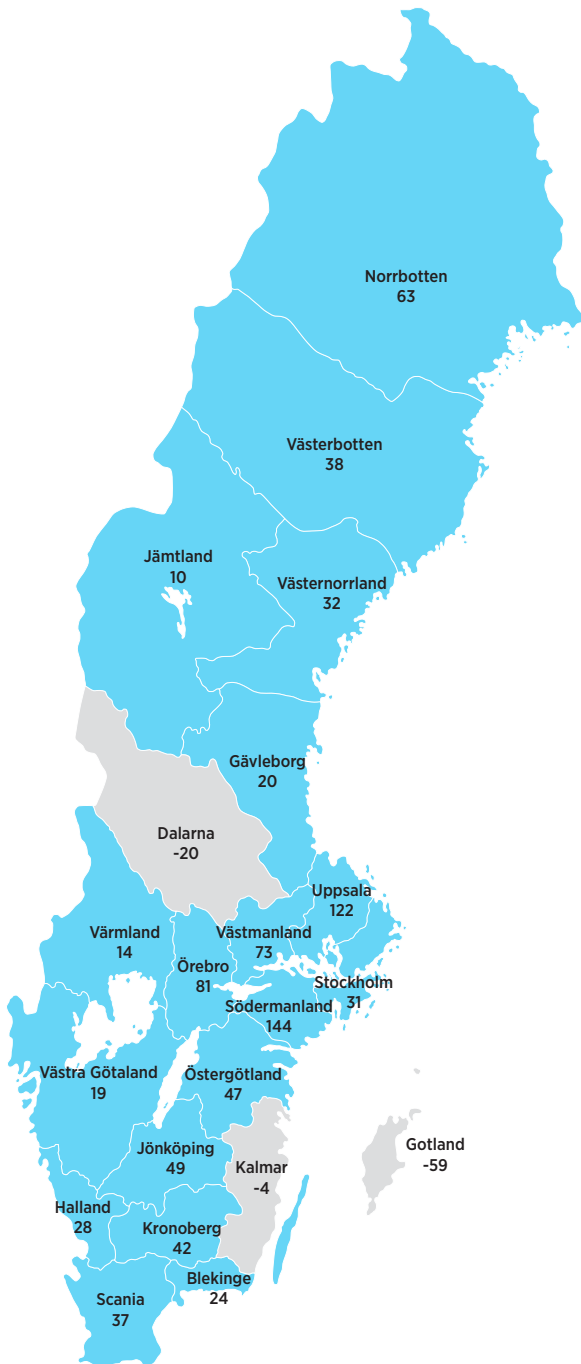 Norrbotten
63
Västerbotten
38
Jämtland
10
Västernorrland
32
Gävleborg
20
Dalarna
-20
Uppsala
122
Värmland
14
Västmanland
73
Örebro
81
Stockholm
31
Södermanland
144
Västra Götaland
19
Östergötland
47
Jönköping
49
Kalmar
-4
Gotland
-59
Halland
28
Kronoberg
42
Blekinge
24
Scania
37